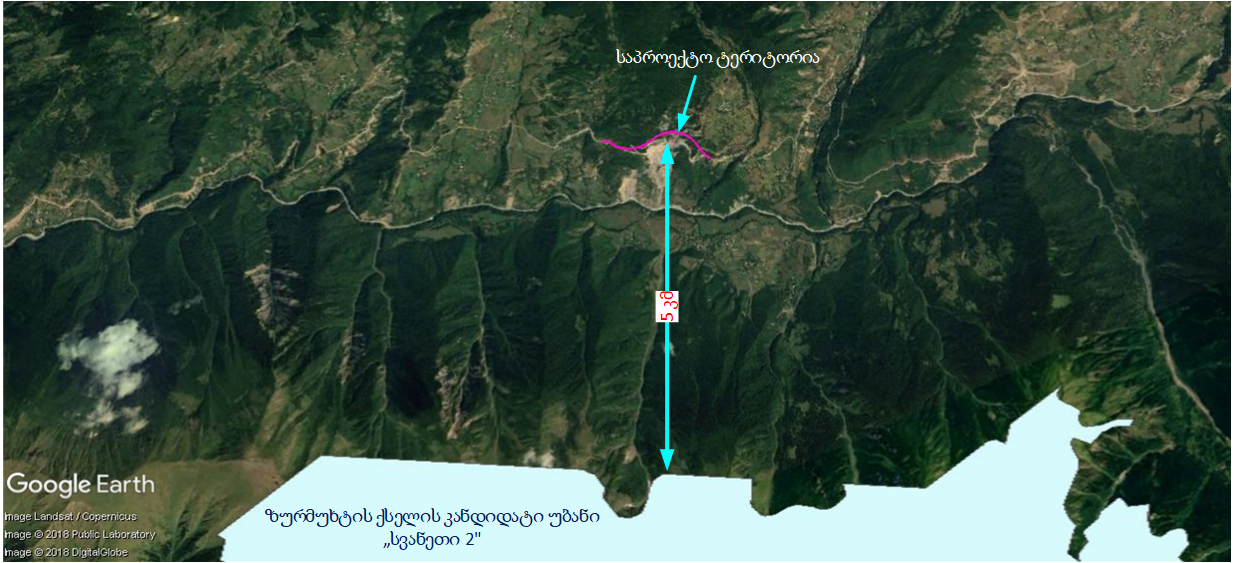 საპროექტო ტერიტორია
5 კმ
ზურმუხტის ქსელის კანდიდატი უბანი
„სვანეთი 2"
Google Earth
Image Landsat / Copernicus
Image © 2018 Public Laboratory
Image © 2018 DigitalGlobe